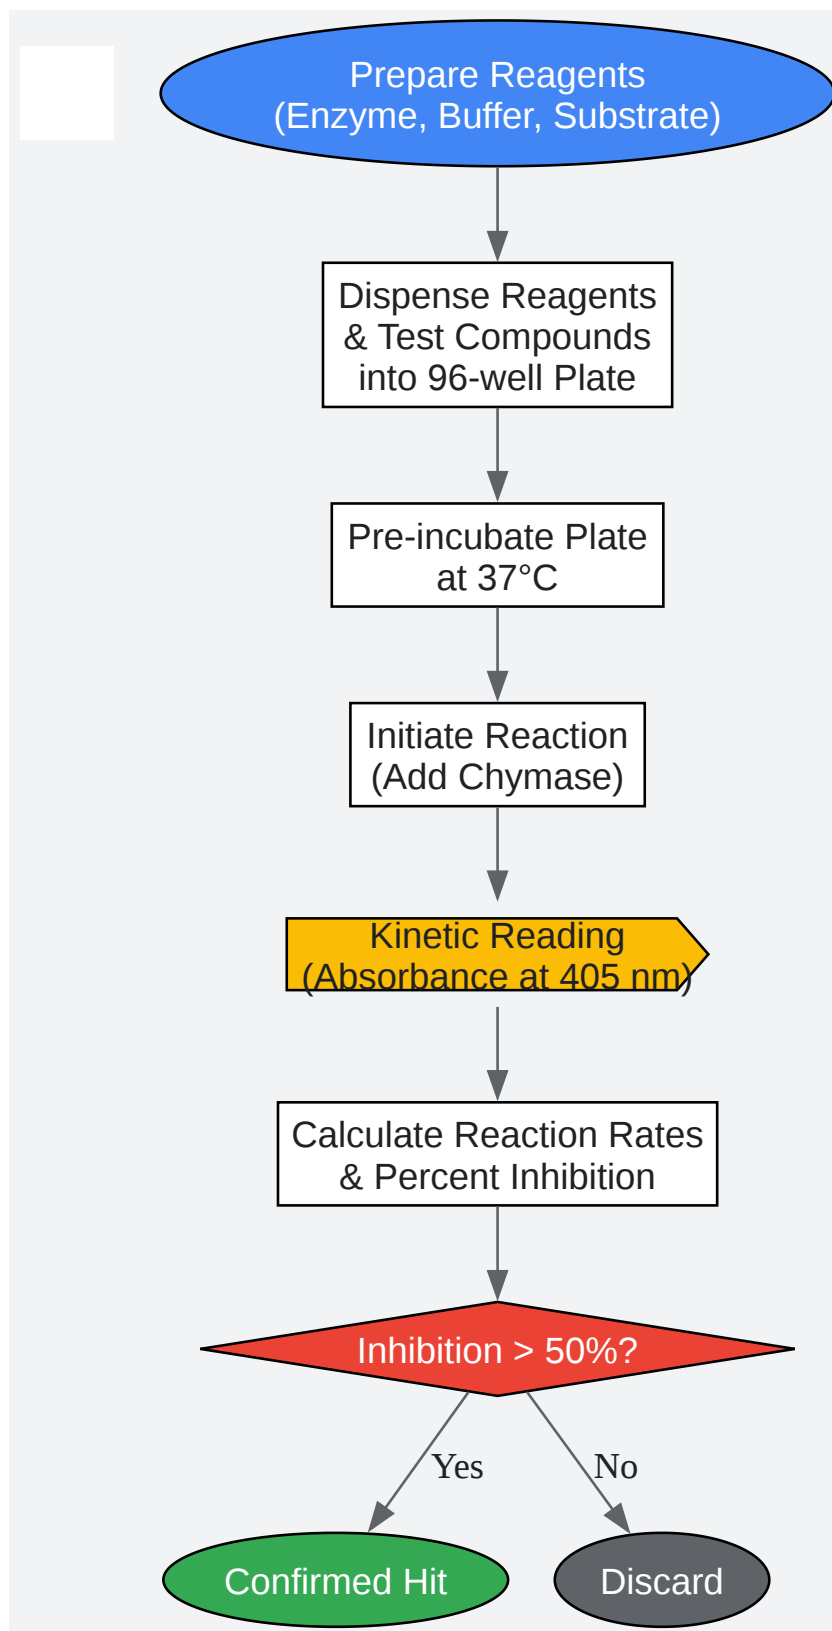 Prepare Reagents
(Enzyme, Buffer, Substrate)
Dispense Reagents
& Test Compounds
into 96-well Plate
Pre-incubate Plate
at 37°C
Initiate Reaction
(Add Chymase)
Kinetic Reading
(Absorbance at 405 nm)
Calculate Reaction Rates
& Percent Inhibition
Inhibition > 50%?
Yes
No
Confirmed Hit
Discard